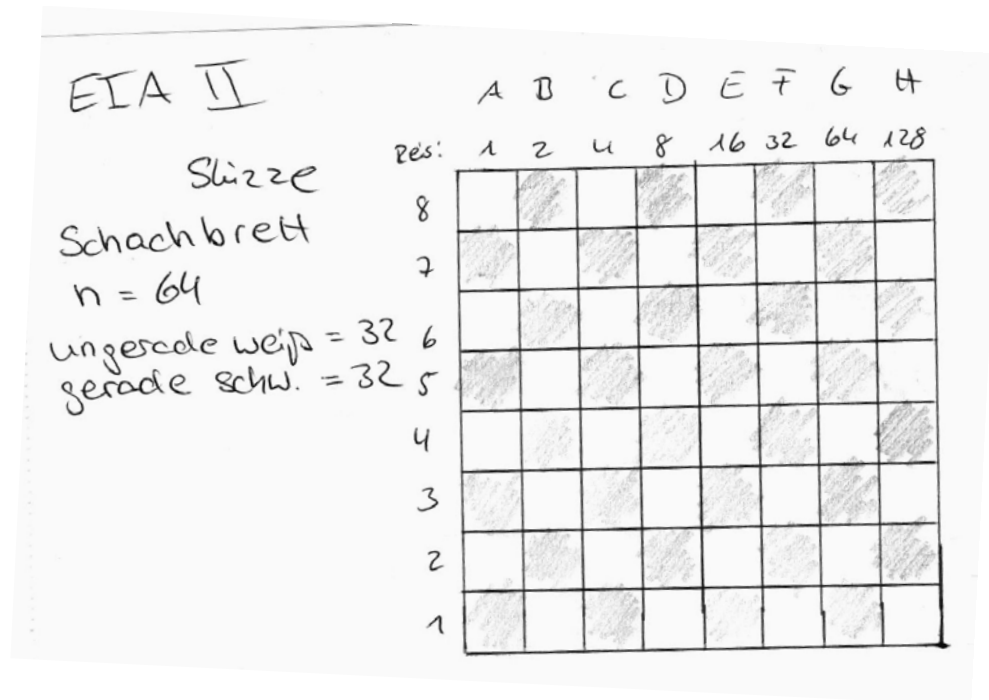 EIA II
A B C D E F G H
Reis: 1 2 4 8 16 32 64 128
Skizze
Schachbrett
n = 64
ungerade weiß = 32
gerade schw. = 32
8
7
6
5
4
3
2
1